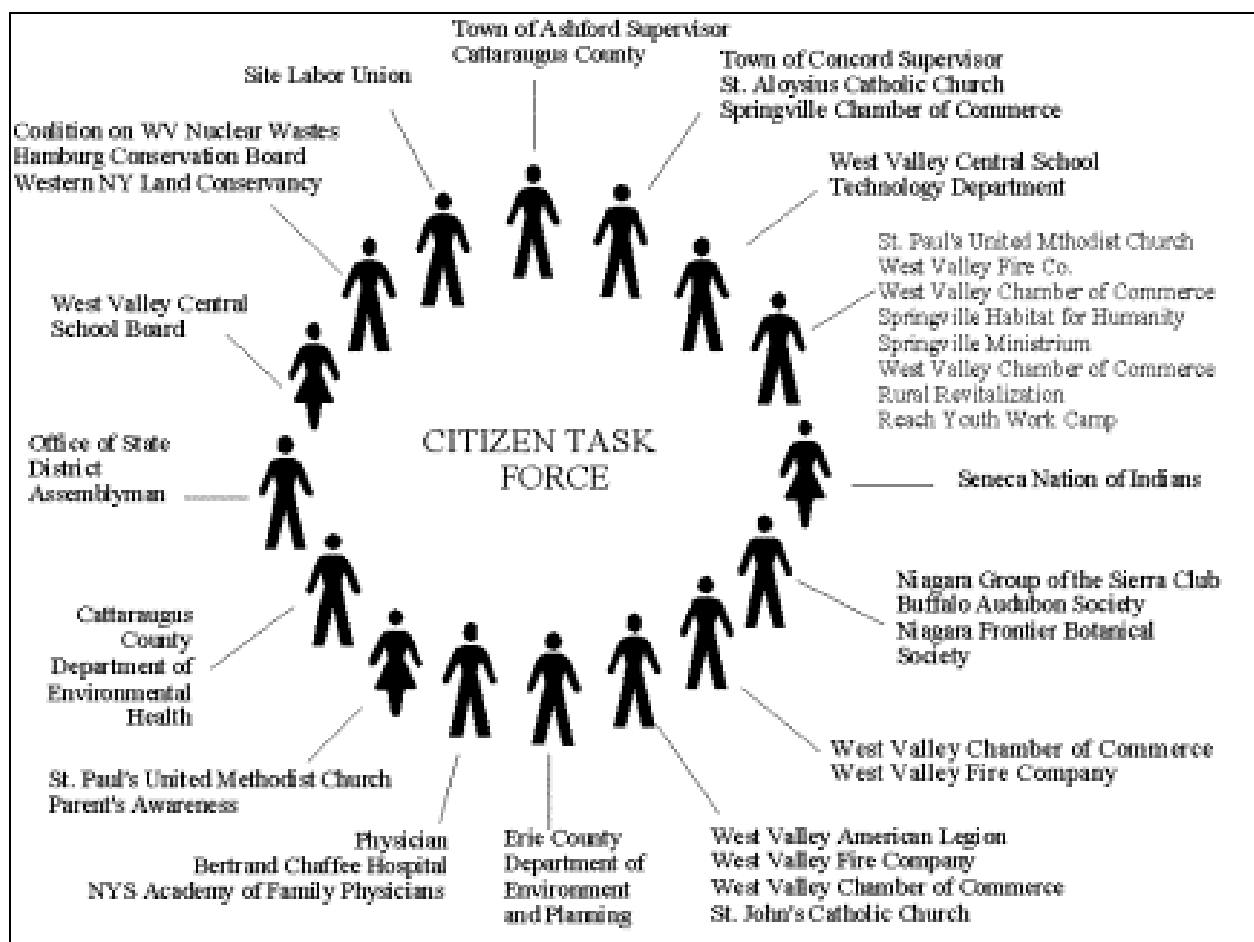 Town of Ashford Supervisor
Cattaraugus County
Town of Concord Supervisor
St. Aloysius Catholic Church
Springville Chamber of Commerce
Site Labor Union
Coalition on WV Nuclear Wastes
Hamburg Conservation Board
Western NY Land Conservancy
West Valley Central School
Technology Department
St. Paul's United Mthodist Church
West Valley Fire Co.
West Valley Chamber of Commerce
Springville Habitat for Humanity
Springville Ministrium
West Valley Chamber of Commerce
Rural Revitalization
Reach Youth Work Camp
West Valley Central
School Board
CITIZEN TASK
FORCE
Office of State
District
Assemblyman
Seneca Nation of Indians
Niagara Group of the Sierra Club
Buffalo Audubon Society
Niagara Frontier Botanical
Society
Cattaraugus
County
Department of
Environmental
Health
West Valley Chamber of Commerce
West Valley Fire Company
St. Paul's United Methodist Church
Parent's Awareness
Physician
Bertrand Chaffee Hospital
NYS Academy of Family Physicians
Erie County
Department of
Environment
and Planning
West Valley American Legion
West Valley Fire Company
West Valley Chamber of Commerce
St. John's Catholic Church